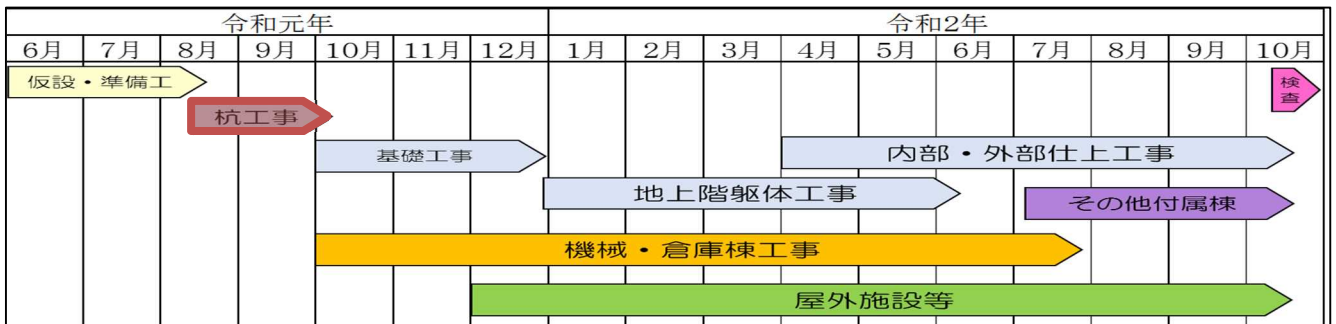 令和元年 令和2年
6月 7月 8月 9月 10月 11月 12月 1月 2月 3月 4月 5月 6月 7月 8月 9月 10月
仮設・準備工 検査
杭工事
基礎工事 内部・外部仕上工事
地上階躯体工事 その他付属棟
機械・倉庫棟工事
屋外施設等